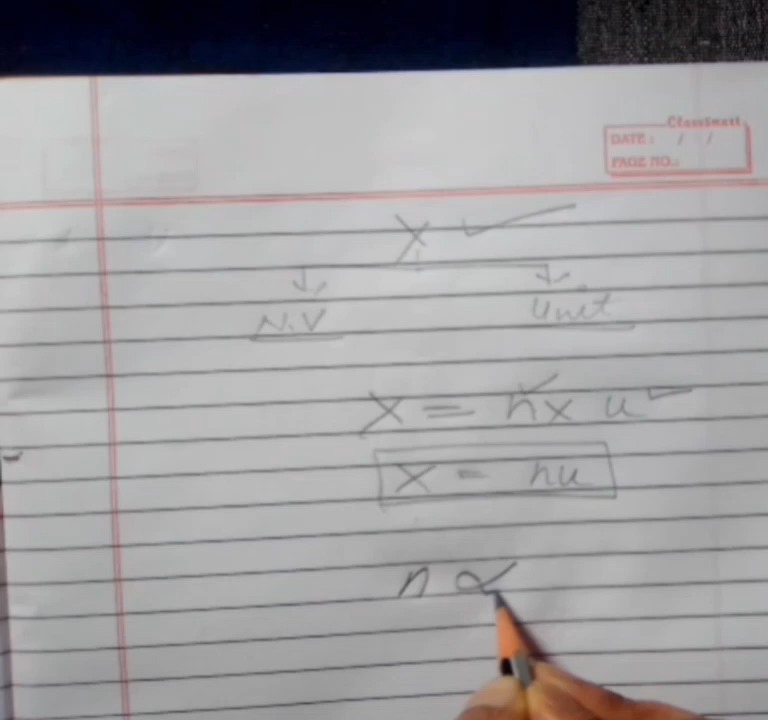 Classmate
DATE : / /
PAGE NO.:
X ✓
N.V Unit
X = n x u
X = nu
n ∝